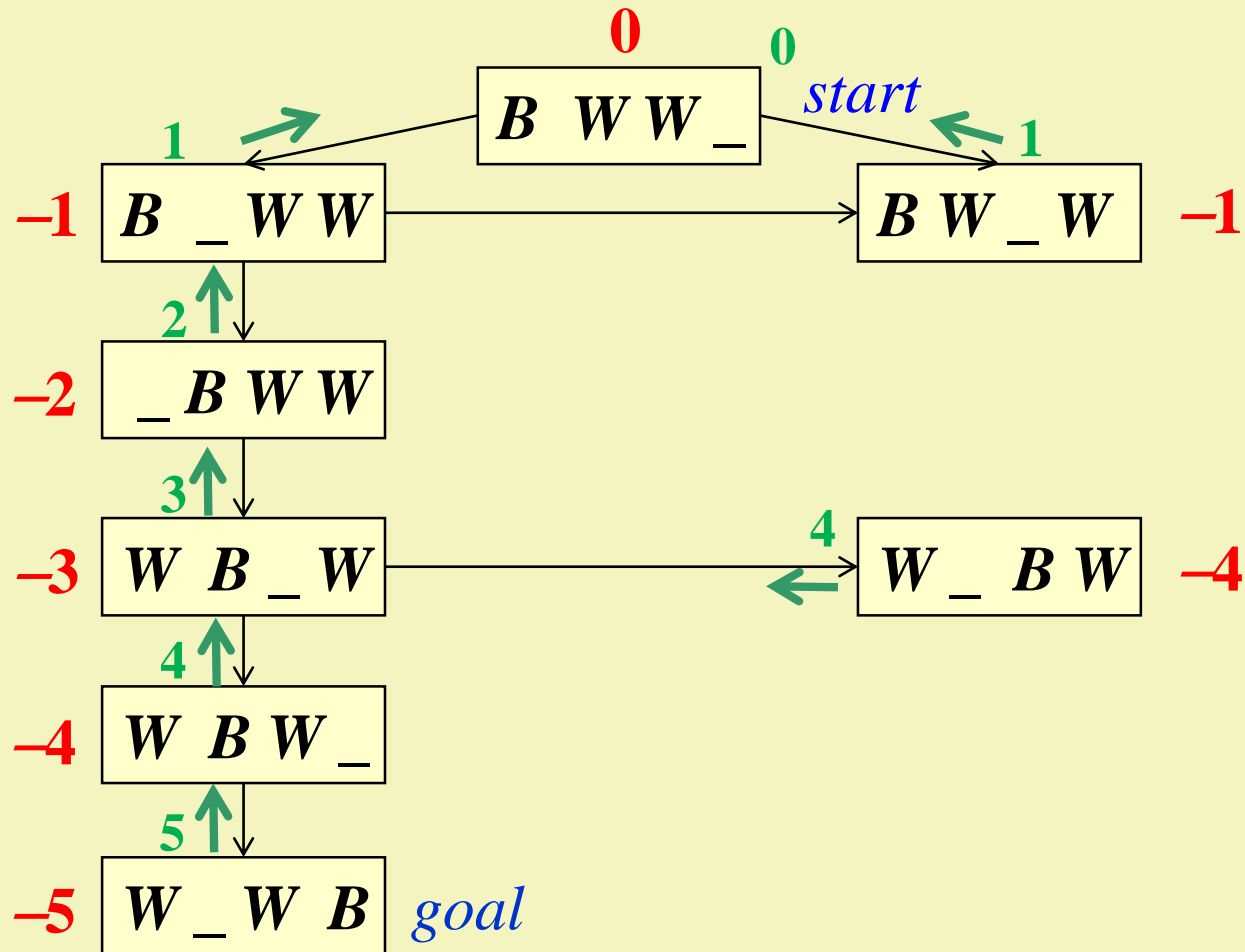 0
0
B W W _
start
1
1
–1
B _ W W
B W _ W
–1
2
–2
_ B W W
3
4
–3
W B _ W
W _ B W
–4
4
–4
W B W _
5
–5
W _ W B
goal